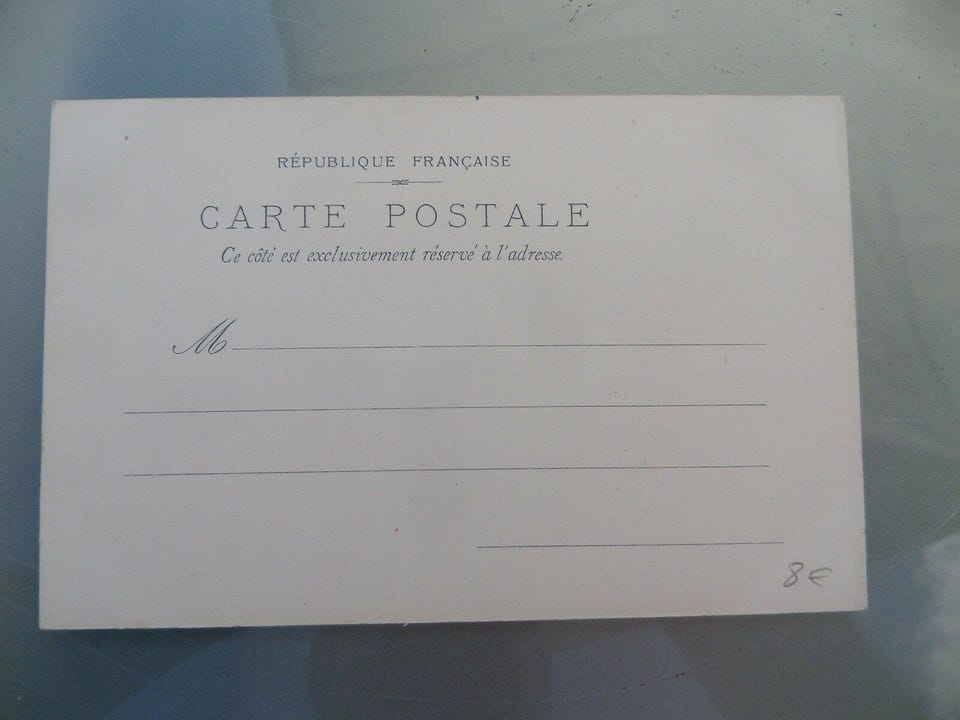 RÉPUBLIQUE FRANÇAISE
CARTE POSTALE
Ce côté est exclusivement réservé à l'adresse.
M
8€